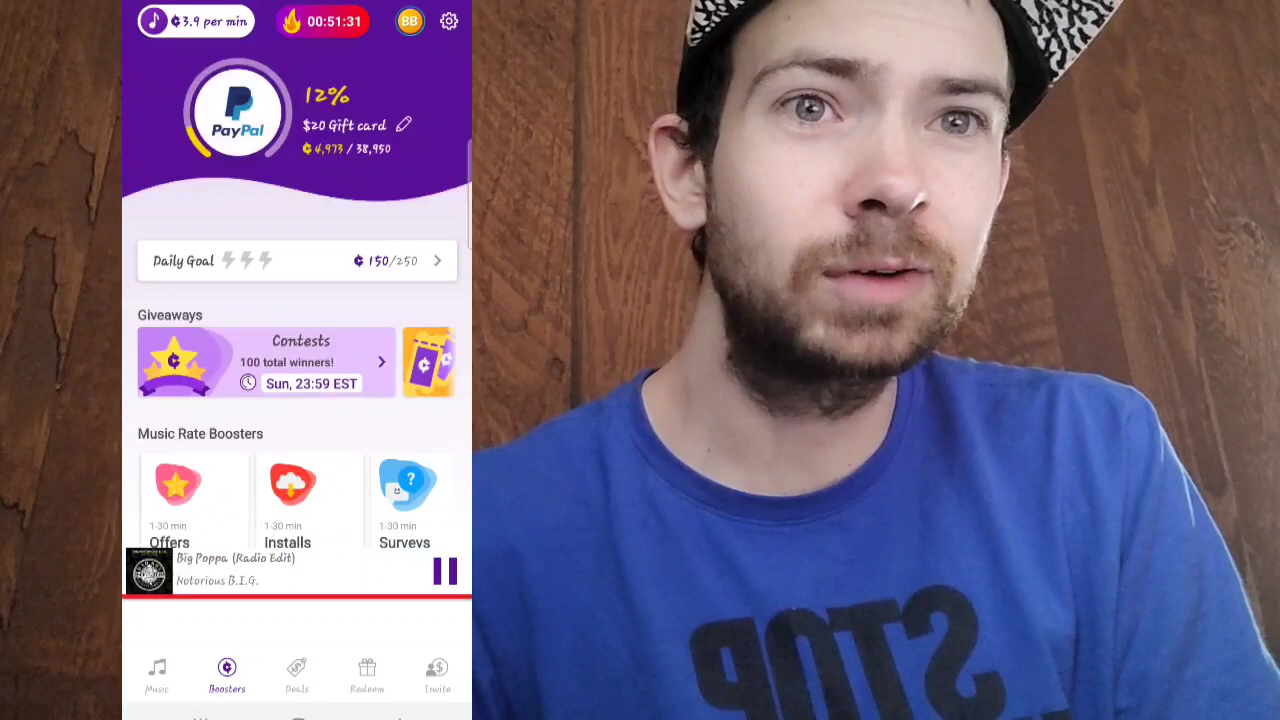 ₵ 3.9 per min
00:51:31
BB
PayPal
12%
$20 Gift card
₵ 4,973 / 38,950
Daily Goal
₵ 150/250
Giveaways
Contests
100 total winners!
Sun, 23:59 EST
Music Rate Boosters
1-30 min
Offers
1-30 min
Installs
1-30 min
Surveys
Big Poppa (Radio Edit)
Notorious B.I.G.
Music
Boosters
Deals
Redeem
Invite
STOP